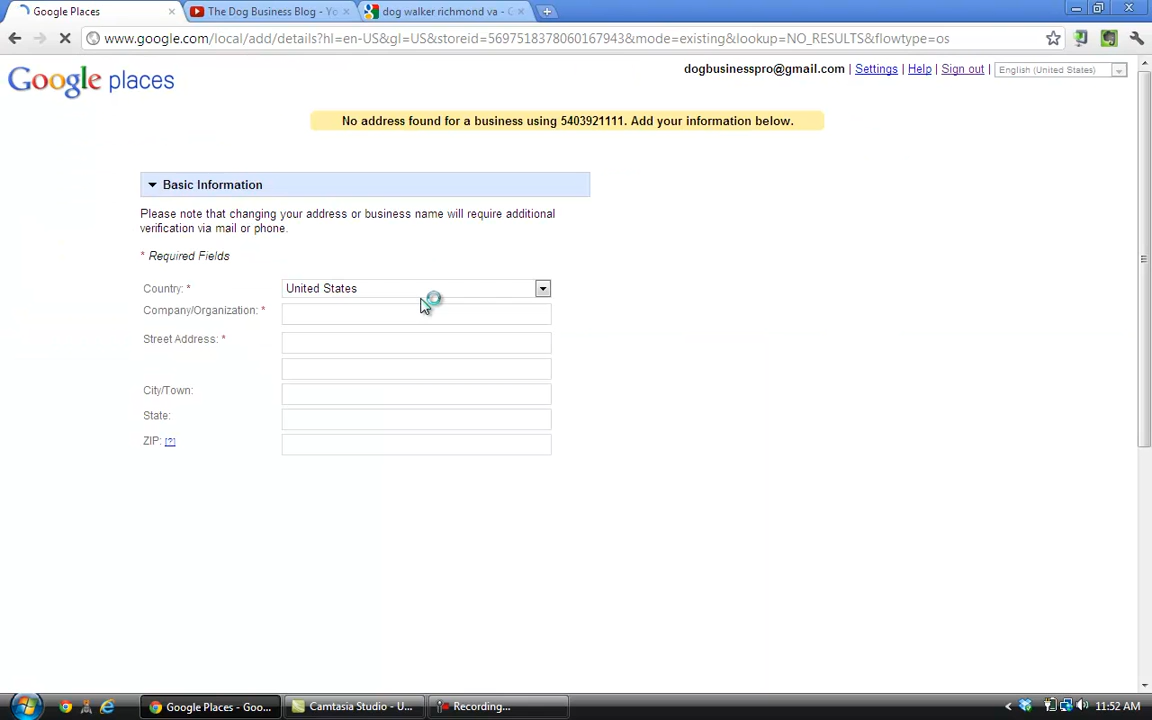 Google Places
The Dog Business Blog - Yo
dog walker richmond va - G
www.google.com/local/add/details?hl=en-US&gl=US&storeid=5697518378060167943&mode=existing&lookup=NO_RESULTS&flowtype=os
Google places
dogbusinesspro@gmail.com | Settings | Help | Sign out | English (United States)
No address found for a business using 5403921111. Add your information below.
Basic Information
Please note that changing your address or business name will require additional
verification via mail or phone.
* Required Fields
Country: * United States
Company/Organization: *
Street Address: *
City/Town:
State:
ZIP: [?]
Google Places - Goo...
Camtasia Studio - U...
Recording...
11:52 AM